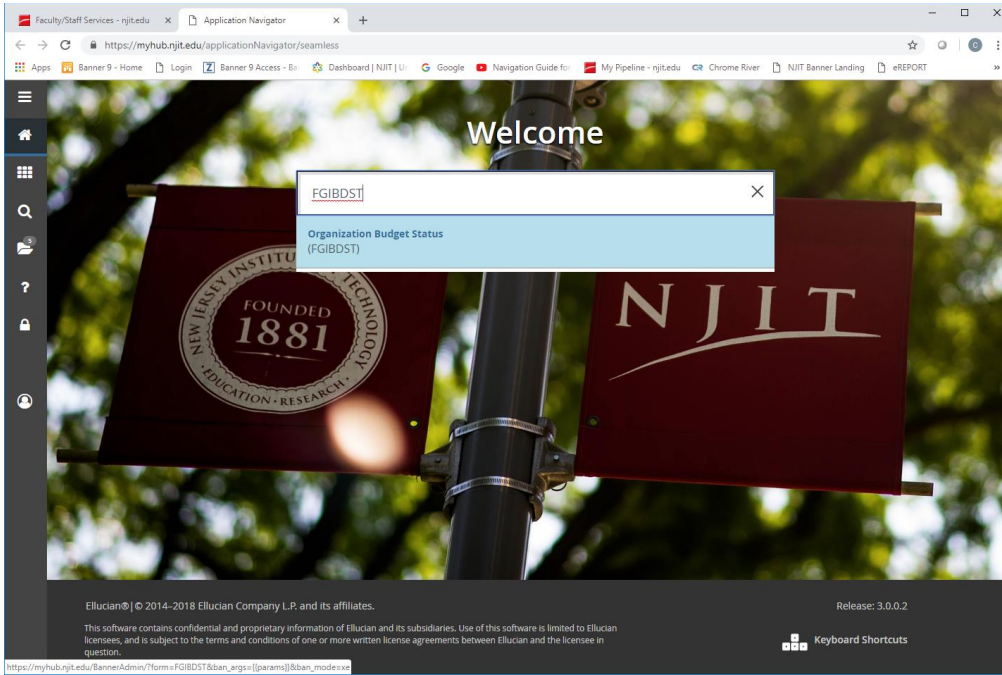 Faculty/Staff Services - njit.edu
Application Navigator
https://myhub.njit.edu/applicationNavigator/seamless
C
Apps
Banner 9 - Home
Login
Banner 9 Access - Ba
Dashboard | NJIT | U
Google
Navigation Guide fo
My Pipeline - njit.edu
Chrome River
NJIT Banner Landing
eREPORT
»
Welcome
FGIBDST
Organization Budget Status
(FGIBDST)
5
?
NEW JERSEY INSTITUTE OF TECHNOLOGY
FOUNDED
1881
EDUCATION • RESEARCH
NJIT
Ellucian®|© 2014–2018 Ellucian Company L.P. and its affiliates.
Release: 3.0.0.2
This software contains confidential and proprietary information of Ellucian and its subsidiaries. Use of this software is limited to Ellucian
licensees, and is subject to the terms and conditions of one or more written license agreements between Ellucian and the licensee in
question.
Keyboard Shortcuts
https://myhub.njit.edu/BannerAdmin/?form=FGIBDST&ban_args={{params}}&ban_mode=xe